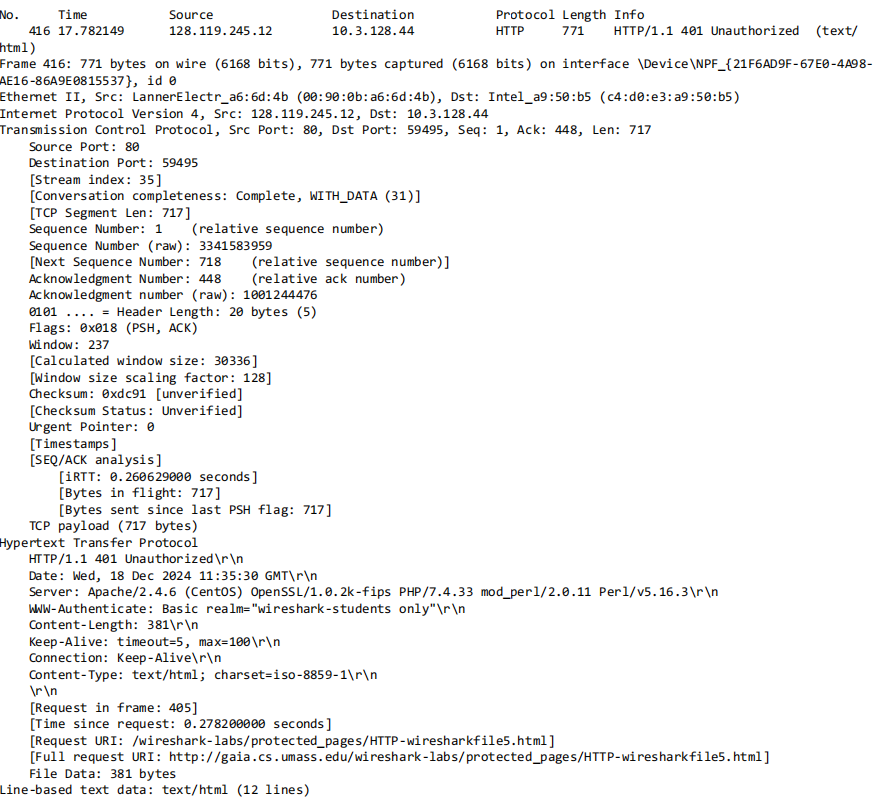 No.     Time           Source                Destination           Protocol Length Info
    416 17.782149      128.119.245.12        10.3.128.44           HTTP     771    HTTP/1.1 401 Unauthorized  (text/
html)
Frame 416: 771 bytes on wire (6168 bits), 771 bytes captured (6168 bits) on interface \Device\NPF_{21F6AD9F-67E0-4A98-
AE16-86A9E0815537}, id 0
Ethernet II, Src: LannerElectr_a6:6d:4b (00:90:0b:a6:6d:4b), Dst: Intel_a9:50:b5 (c4:d0:e3:a9:50:b5)
Internet Protocol Version 4, Src: 128.119.245.12, Dst: 10.3.128.44
Transmission Control Protocol, Src Port: 80, Dst Port: 59495, Seq: 1, Ack: 448, Len: 717
    Source Port: 80
    Destination Port: 59495
    [Stream index: 35]
    [Conversation completeness: Complete, WITH_DATA (31)]
    [TCP Segment Len: 717]
    Sequence Number: 1    (relative sequence number)
    Sequence Number (raw): 3341583959
    [Next Sequence Number: 718    (relative sequence number)]
    Acknowledgment Number: 448    (relative ack number)
    Acknowledgment number (raw): 1001244476
    0101 .... = Header Length: 20 bytes (5)
    Flags: 0x018 (PSH, ACK)
    Window: 237
    [Calculated window size: 30336]
    [Window size scaling factor: 128]
    Checksum: 0xdc91 [unverified]
    [Checksum Status: Unverified]
    Urgent Pointer: 0
    [Timestamps]
    [SEQ/ACK analysis]
        [iRTT: 0.260629000 seconds]
        [Bytes in flight: 717]
        [Bytes sent since last PSH flag: 717]
    TCP payload (717 bytes)
Hypertext Transfer Protocol
    HTTP/1.1 401 Unauthorized\r\n
    Date: Wed, 18 Dec 2024 11:35:30 GMT\r\n
    Server: Apache/2.4.6 (CentOS) OpenSSL/1.0.2k-fips PHP/7.4.33 mod_perl/2.0.11 Perl/v5.16.3\r\n
    WWW-Authenticate: Basic realm="wireshark-students only"\r\n
    Content-Length: 381\r\n
    Keep-Alive: timeout=5, max=100\r\n
    Connection: Keep-Alive\r\n
    Content-Type: text/html; charset=iso-8859-1\r\n
    \r\n
    [Request in frame: 405]
    [Time since request: 0.278200000 seconds]
    [Request URI: /wireshark-labs/protected_pages/HTTP-wiresharkfile5.html]
    [Full request URI: http://gaia.cs.umass.edu/wireshark-labs/protected_pages/HTTP-wiresharkfile5.html]
    File Data: 381 bytes
Line-based text data: text/html (12 lines)